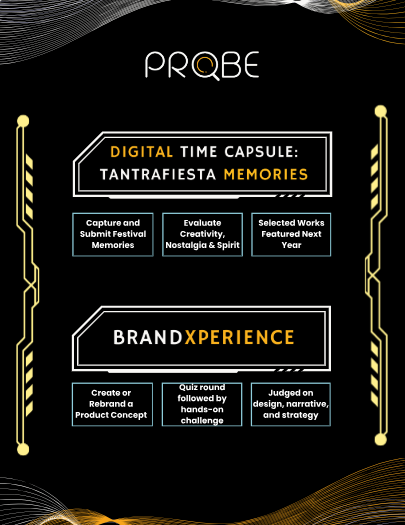 PROBE
DIGITAL TIME CAPSULE:
TANTRAFIESTA MEMORIES
Capture and
Submit Festival
Memories
Evaluate
Creativity,
Nostalgia & Spirit
Selected Works
Featured Next
Year
BRANDXPERIENCE
Create or
Rebrand a
Product Concept
Quiz round
followed by
hands-on
challenge
Judged on
design, narrative,
and strategy